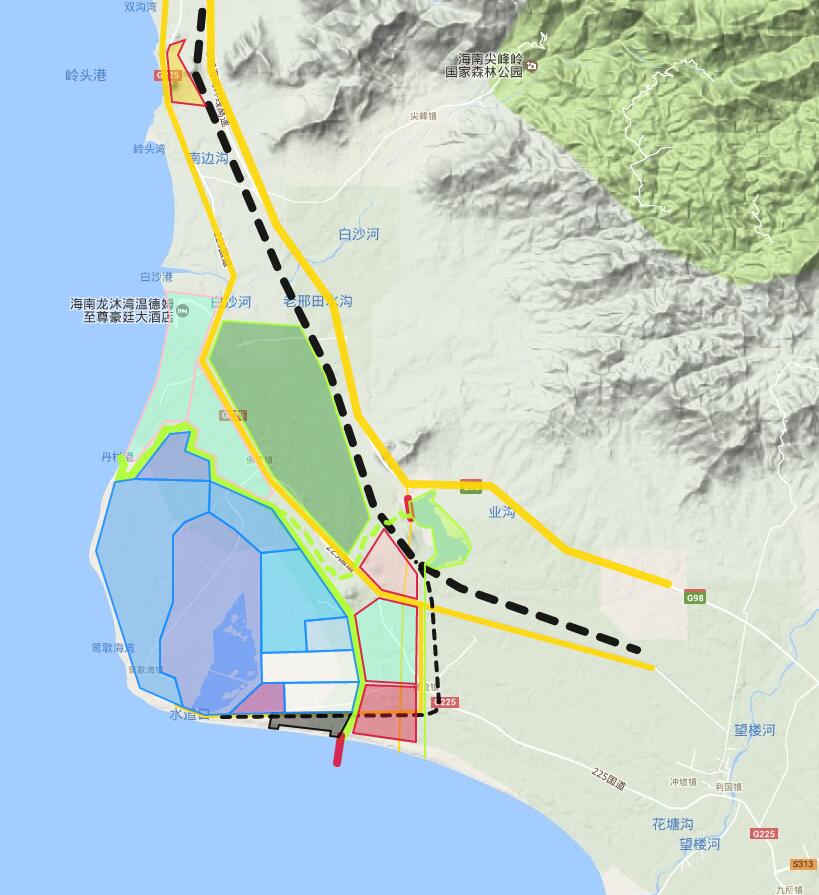 双沟湾
海南尖峰岭
国家森林公园
岭头港
G225
尖峰镇
岭头湾
南边沟
白沙河
白沙港
海南龙沐湾温德姆
至尊豪廷大酒店
白沙河
老邢田水沟
G225
丹村港
佛罗镇
G98
业沟
225国道
G98
莺歌海湾
莺歌海镇
水道口
G225
望楼河
225国道
冲坡镇
利国镇
花塘沟
望楼河
G225
S313
九所镇